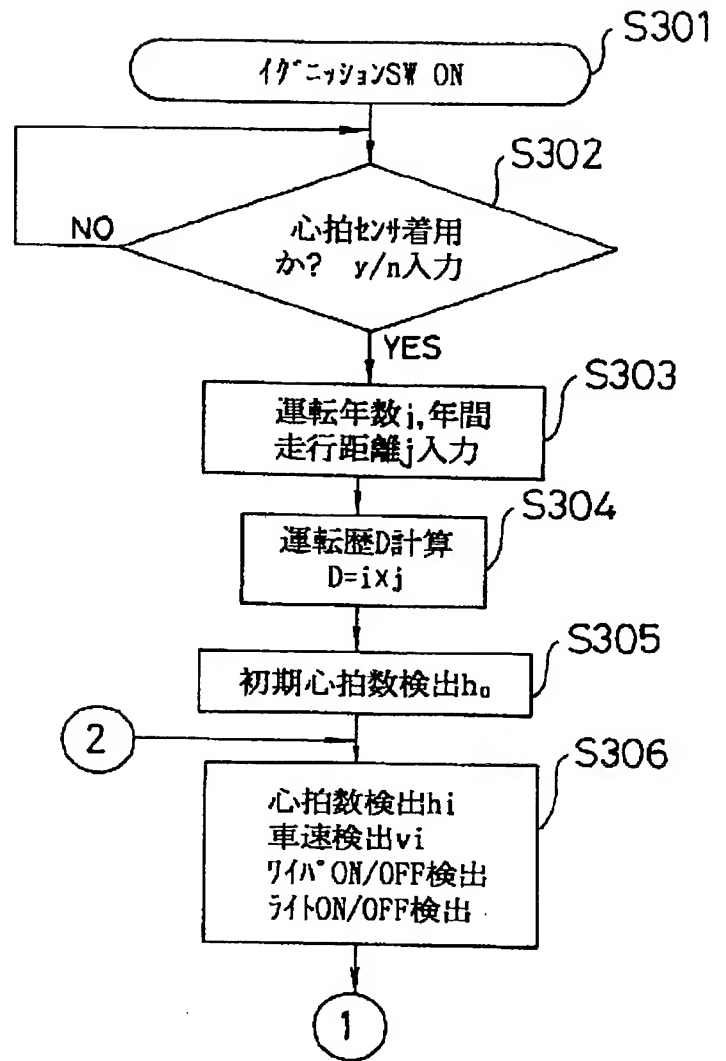 S301
ｲｸﾞﾆｯｼｮﾝSW ON
S302
心拍ｾﾝｻ着用
か? y/n入力
NO
YES
S303
運転年数i,年間
走行距離j入力
S304
運転歴D計算
D=i×j
S305
初期心拍数検出h₀
2
S306
心拍数検出hi
車速検出vi
ﾜｲﾊﾟON/OFF検出
ﾗｲﾄON/OFF検出
1